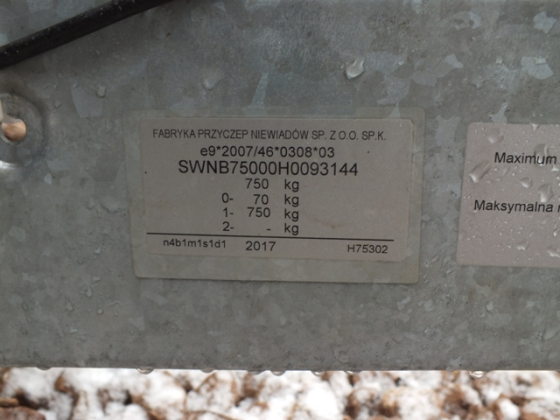 FABRYKA PRZYCZEP NIEWIADÓW SP. Z O.O. SP.K.
e9*2007/46*0308*03
SWNB75000H0093144
750 kg
0- 70 kg
1- 750 kg
2- - kg
n4b1m1s1d1 2017 H75302
Maximum
Maksymalna